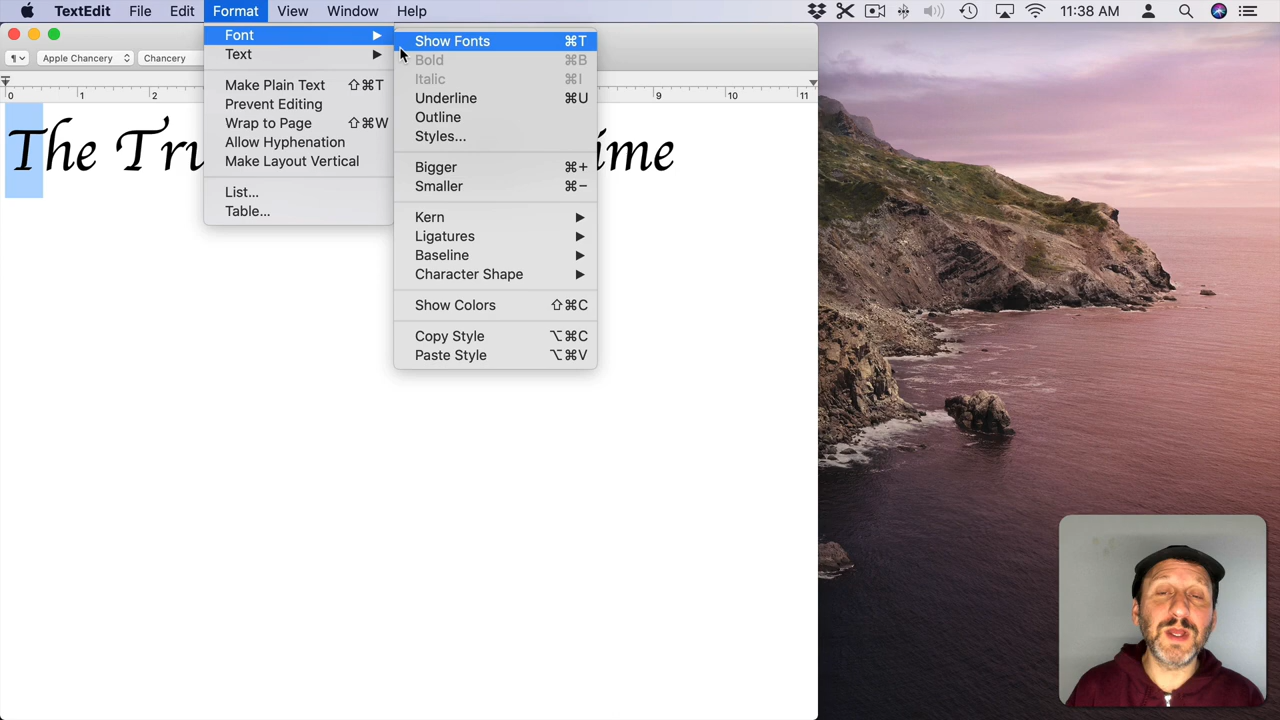 TextEdit File Edit Format View Window Help 11:38 AM
¶ Apple Chancery Chancery
0 1 2 9 10 11
The Tru ime
Font
Text
Make Plain Text ⇧⌘T
Prevent Editing
Wrap to Page ⇧⌘W
Allow Hyphenation
Make Layout Vertical
List...
Table...
Show Fonts ⌘T
Bold ⌘B
Italic ⌘I
Underline ⌘U
Outline
Styles...
Bigger ⌘+
Smaller ⌘−
Kern
Ligatures
Baseline
Character Shape
Show Colors ⇧⌘C
Copy Style ⌥⌘C
Paste Style ⌥⌘V